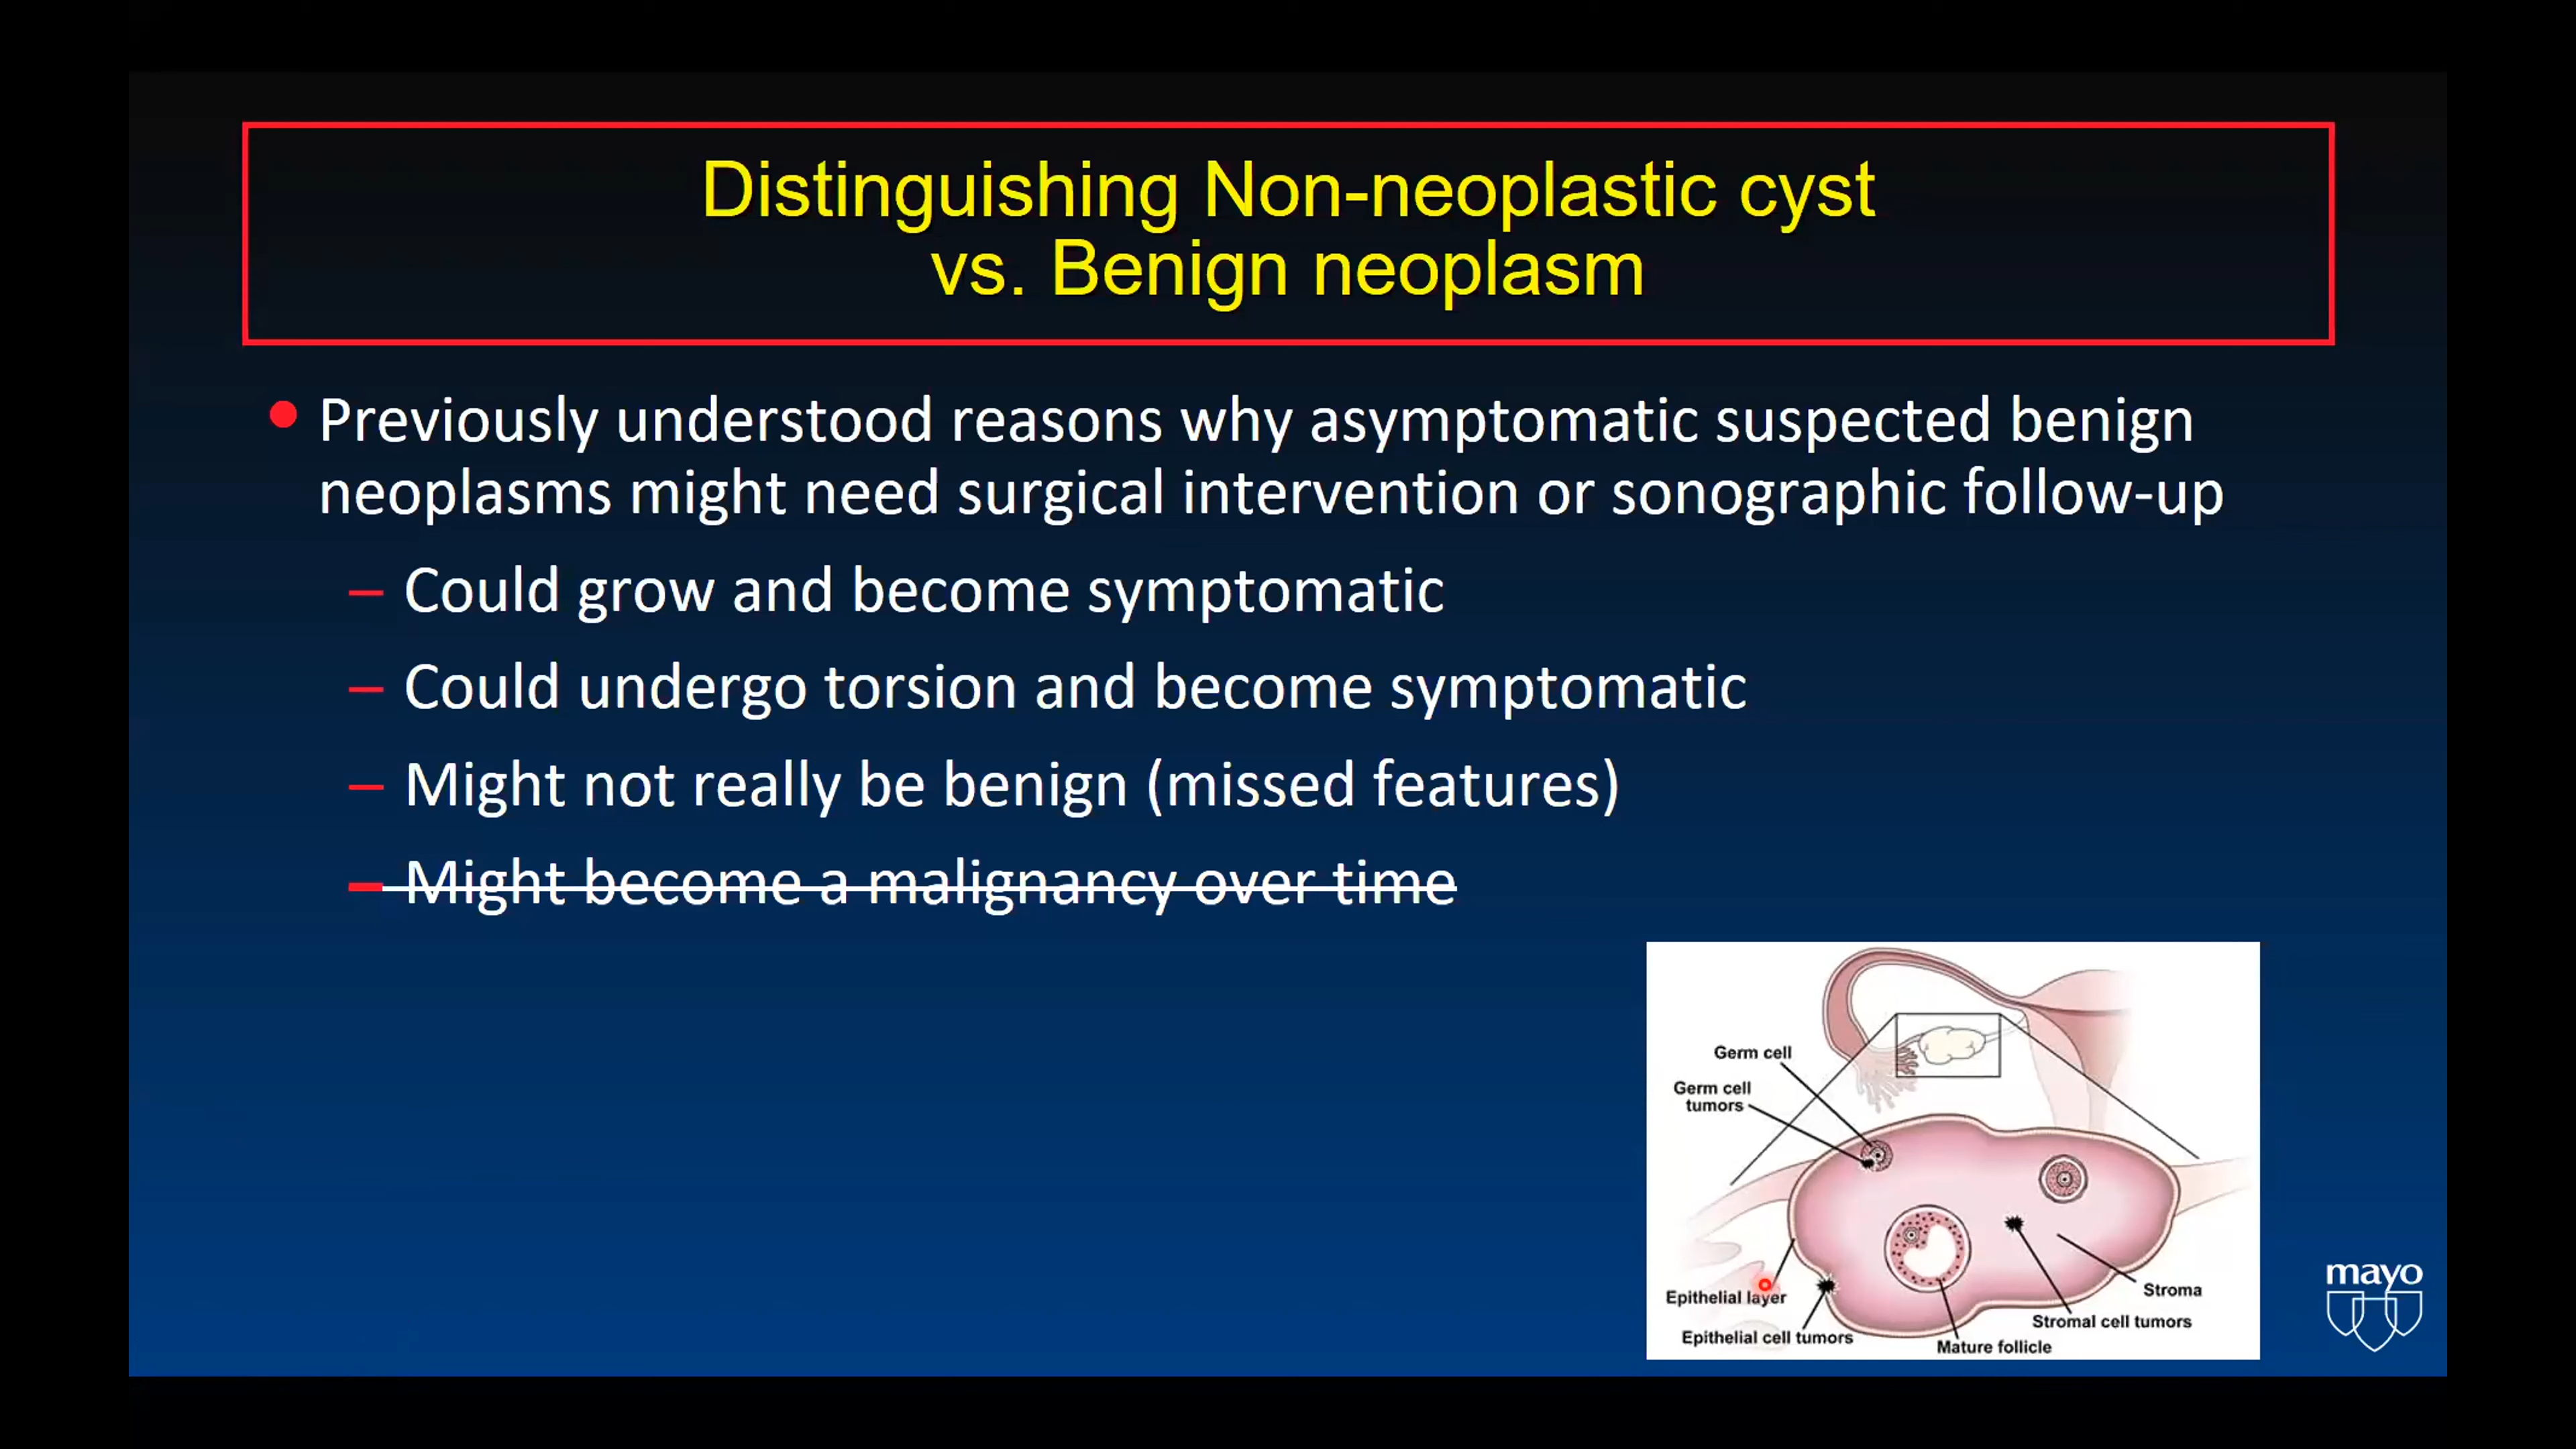 Distinguishing Non-neoplastic cyst
vs. Benign neoplasm
Previously understood reasons why asymptomatic suspected benign
neoplasms might need surgical intervention or sonographic follow-up
– Could grow and become symptomatic
– Could undergo torsion and become symptomatic
– Might not really be benign (missed features)
– Might become a malignancy over time
Germ cell
Germ cell
tumors
Epithelial layer
Epithelial cell tumors
Mature follicle
Stromal cell tumors
Stroma
mayo